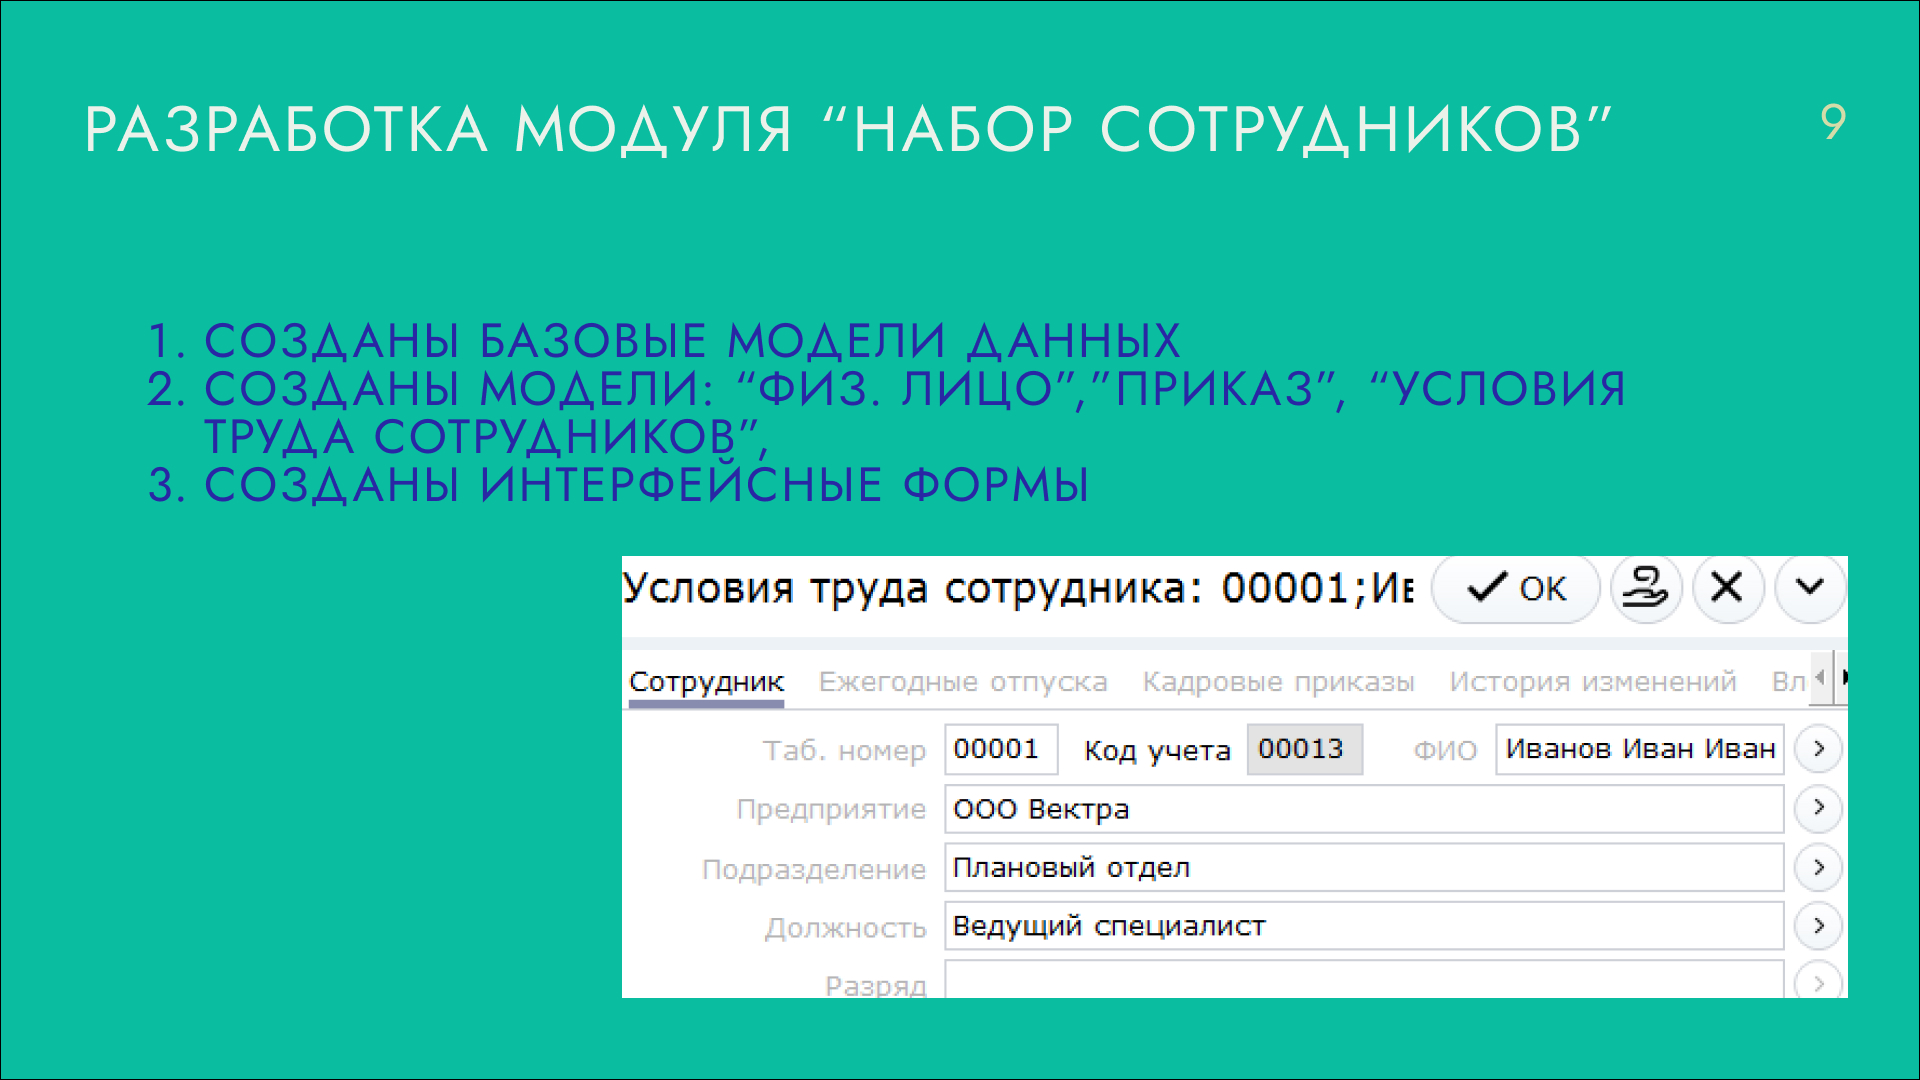 РАЗРАБОТКА МОДУЛЯ “НАБОР СОТРУДНИКОВ”
9
1. СОЗДАНЫ БАЗОВЫЕ МОДЕЛИ ДАННЫХ
2. СОЗДАНЫ МОДЕЛИ: “ФИЗ. ЛИЦО”,”ПРИКАЗ”, “УСЛОВИЯ
ТРУДА СОТРУДНИКОВ”,
3. СОЗДАНЫ ИНТЕРФЕЙСНЫЕ ФОРМЫ
Условия труда сотрудника: 00001;Ив OK
Сотрудник Ежегодные отпуска Кадровые приказы История изменений Вл
Таб. номер 00001 Код учета 00013 ФИО Иванов Иван Иван
Предприятие ООО Вектра
Подразделение Плановый отдел
Должность Ведущий специалист
Разряд